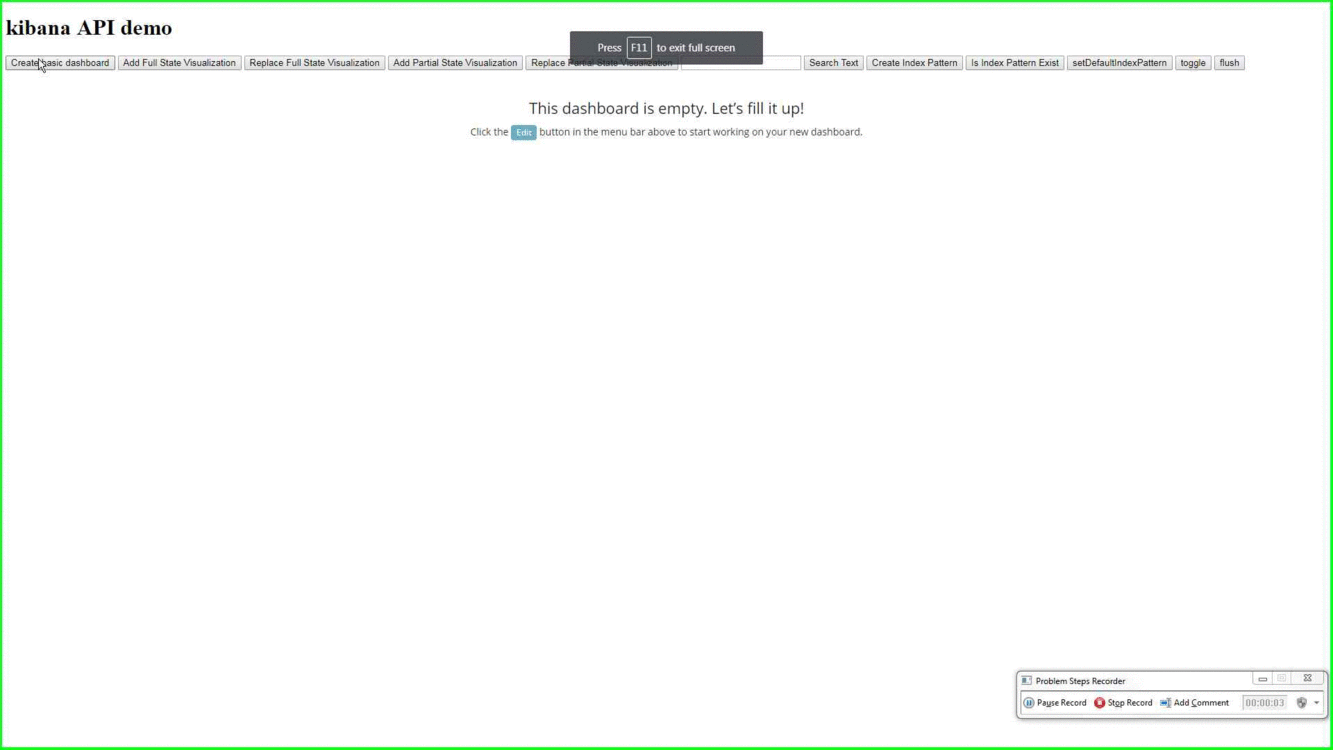 kibana API demo
Press F11 to exit full screen
Create basic dashboard Add Full State Visualization Replace Full State Visualization Add Partial State Visualization Replace Partial State Visualization Search Text Create Index Pattern Is Index Pattern Exist setDefaultIndexPattern toggle flush
This dashboard is empty. Let's fill it up!
Click the Edit button in the menu bar above to start working on your new dashboard.
Problem Steps Recorder
Pause Record Stop Record Add Comment 00:00:03